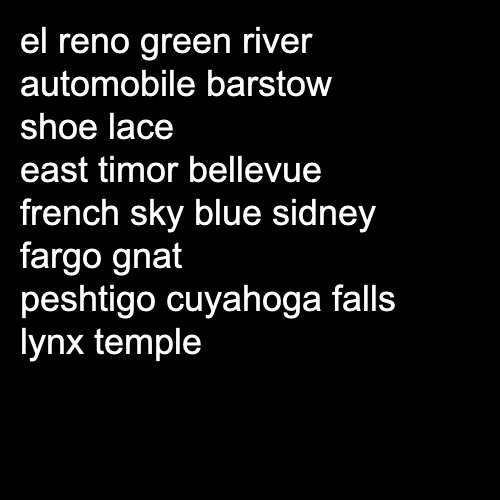 el reno green river
automobile barstow
shoe lace
east timor bellevue
french sky blue sidney
fargo gnat
peshtigo cuyahoga falls
lynx temple